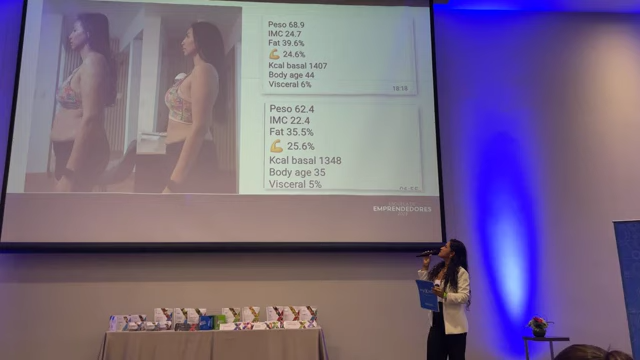 Peso 68.9
IMC 24.7
Fat 39.6%
💪 24.6%
Kcal basal 1407
Body age 44
Visceral 6%
18:18
Peso 62.4
IMC 22.4
Fat 35.5%
💪 25.6%
Kcal basal 1348
Body age 35
Visceral 5%
EMPRENDEDORES